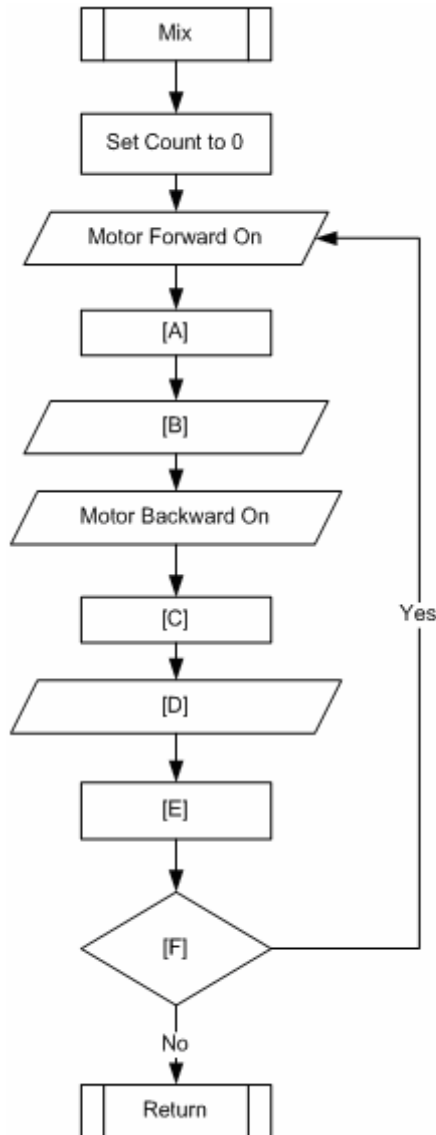 Mix
Set Count to 0
Motor Forward On
[A]
[B]
Motor Backward On
[C]
Yes
[D]
[E]
[F]
No
Return